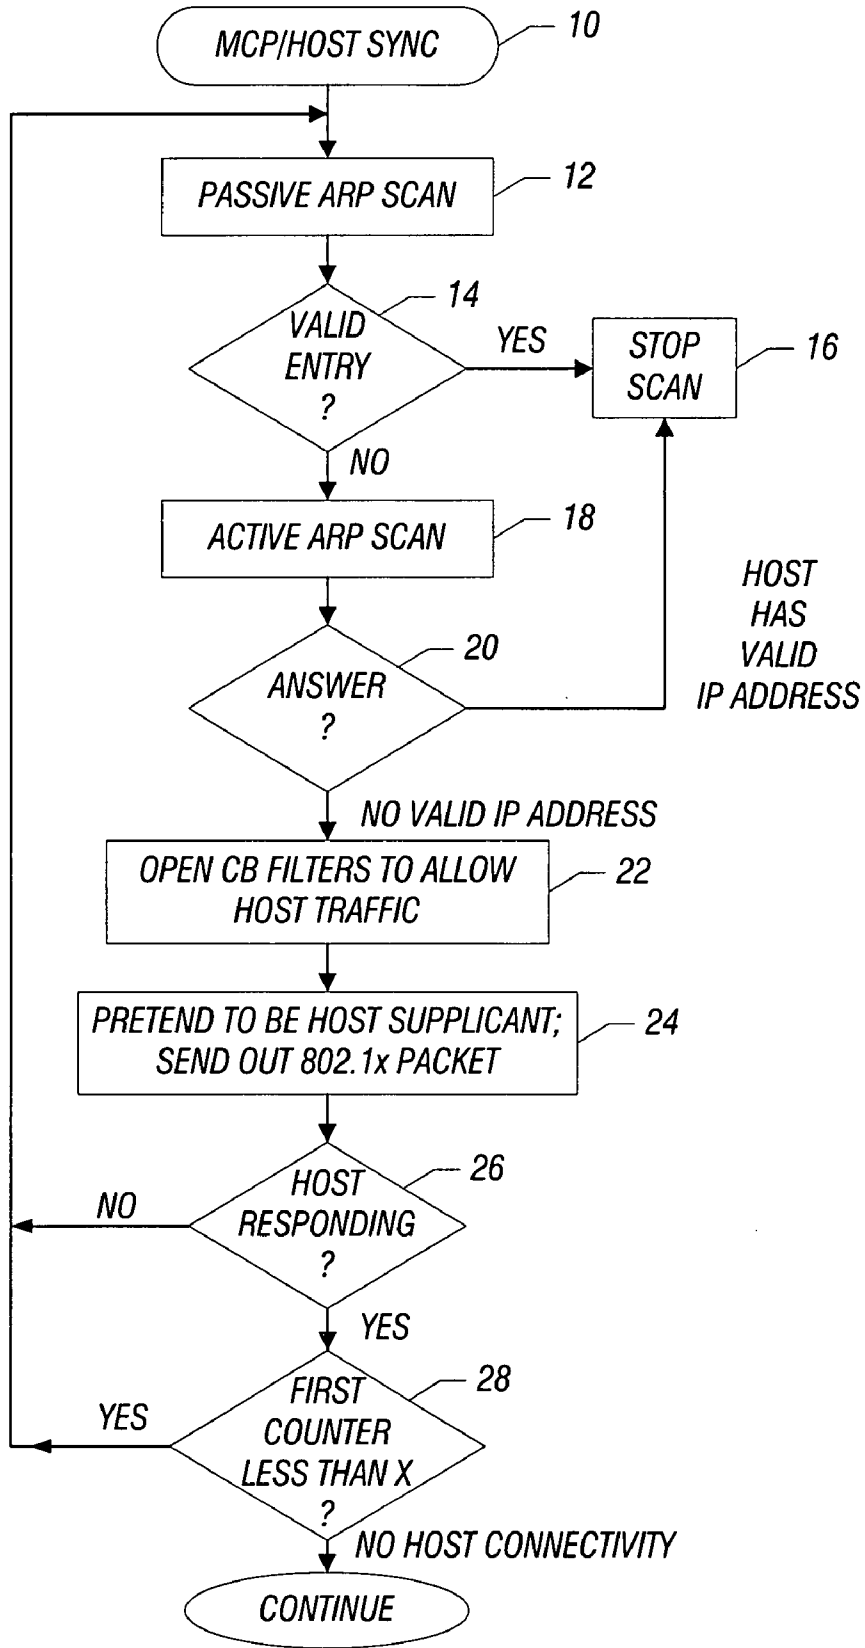 MCP/HOST SYNC
10
PASSIVE ARP SCAN
12
14
VALID
ENTRY
?
YES
STOP
SCAN
16
NO
ACTIVE ARP SCAN
18
HOST
HAS
VALID
IP ADDRESS
20
ANSWER
?
NO VALID IP ADDRESS
OPEN CB FILTERS TO ALLOW
HOST TRAFFIC
22
PRETEND TO BE HOST SUPPLICANT;
SEND OUT 802.1x PACKET
24
26
HOST
RESPONDING
?
NO
YES
28
FIRST
COUNTER
LESS THAN X
?
YES
NO HOST CONNECTIVITY
CONTINUE